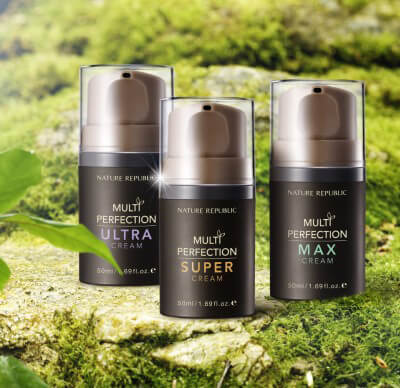 NATURE REPUBLIC
MULTI
PERFECTION
ULTRA
CREAM
50ml/1.69fl.oz.℮
NATURE REPUBLIC
MULTI
PERFECTION
SUPER
CREAM
50ml/1.69fl.oz.℮
NATURE REPUBLIC
MULTI
PERFECTION
MAX
CREAM
50ml/1.69fl.oz.℮